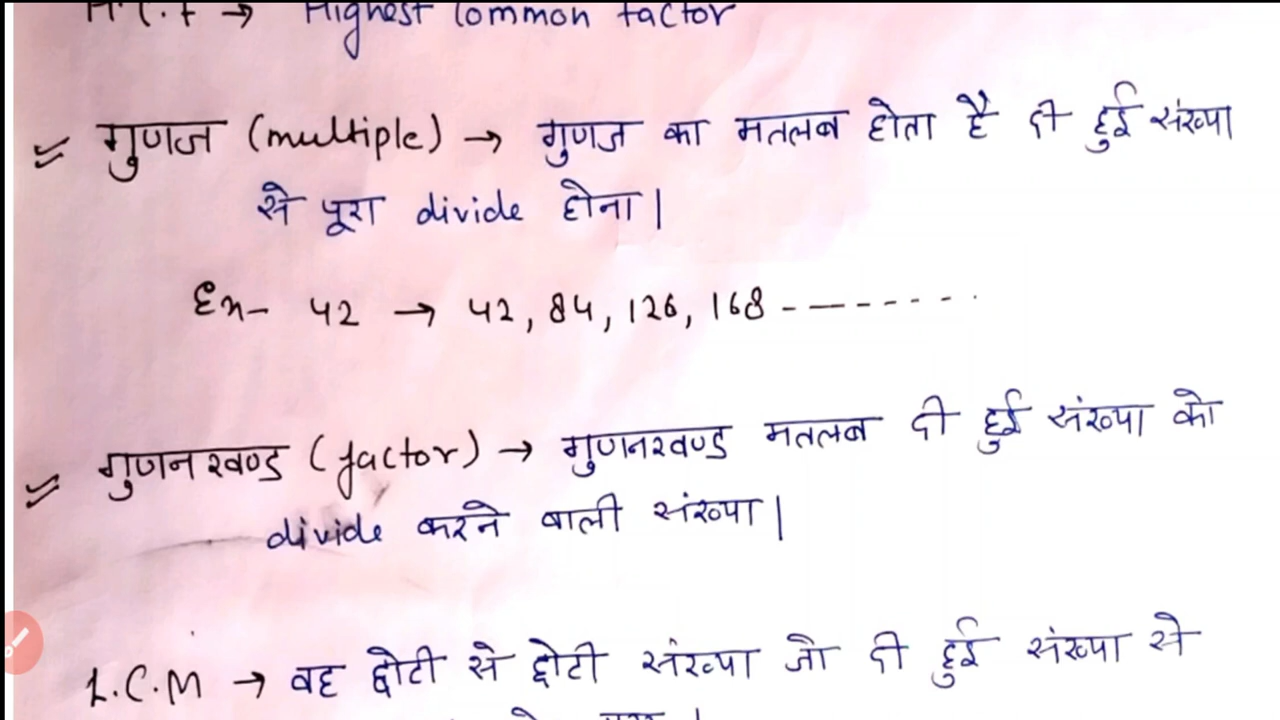 H.C.F → Highest Common factor
गुणज (multiple) → गुणज का मतलब होता है दी हुई संख्या
से पूरा divide होना।
Ex- 42 → 42, 84, 126, 168 - - - - - - - -
गुणनखण्ड (factor) → गुणनखण्ड मतलब दी हुई संख्या को
divide करने वाली संख्या।
L.C.M → वह छोटी से छोटी संख्या जो दी हुई संख्या से